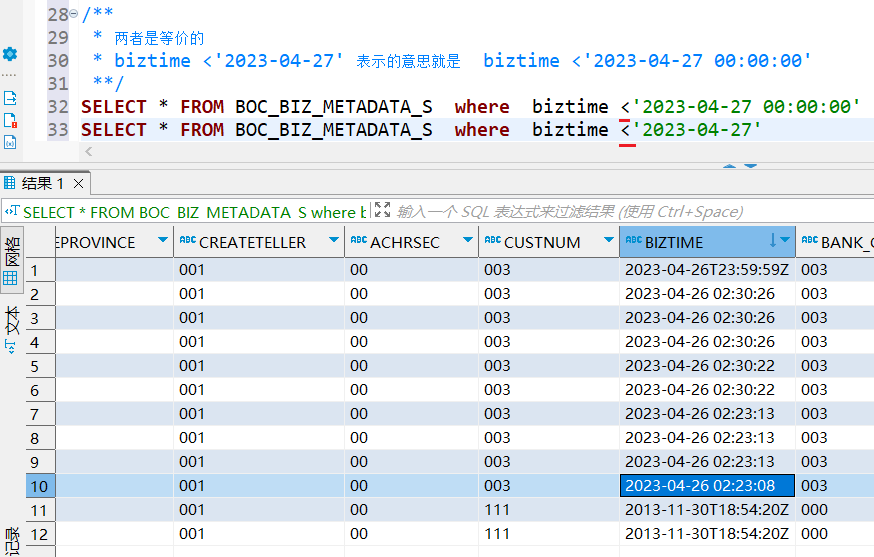 28 /**
29 * 两者是等价的
30 * biztime <'2023-04-27' 表示的意思就是 biztime <'2023-04-27 00:00:00'
31 **/
32 SELECT * FROM BOC_BIZ_METADATA_S where biztime <'2023-04-27 00:00:00'
33 SELECT * FROM BOC_BIZ_METADATA_S where biztime <'2023-04-27'
结果 1
SELECT * FROM BOC_BIZ_METADATA_S where b 输入一个 SQL 表达式来过滤结果 (使用 Ctrl+Space)
网格
文本
记录
EPROVINCE ABC CREATETELLER ABC ACHRSEC ABC CUSTNUM ABC BIZTIME ABC BANK_
1 001 00 003 2023-04-26T23:59:59Z 003
2 001 00 003 2023-04-26 02:30:26 003
3 001 00 003 2023-04-26 02:30:26 003
4 001 00 003 2023-04-26 02:30:26 003
5 001 00 003 2023-04-26 02:30:22 003
6 001 00 003 2023-04-26 02:30:22 003
7 001 00 003 2023-04-26 02:23:13 003
8 001 00 003 2023-04-26 02:23:13 003
9 001 00 003 2023-04-26 02:23:13 003
10 001 00 003 2023-04-26 02:23:08 003
11 001 00 111 2013-11-30T18:54:20Z 000
12 001 00 111 2013-11-30T18:54:20Z 000